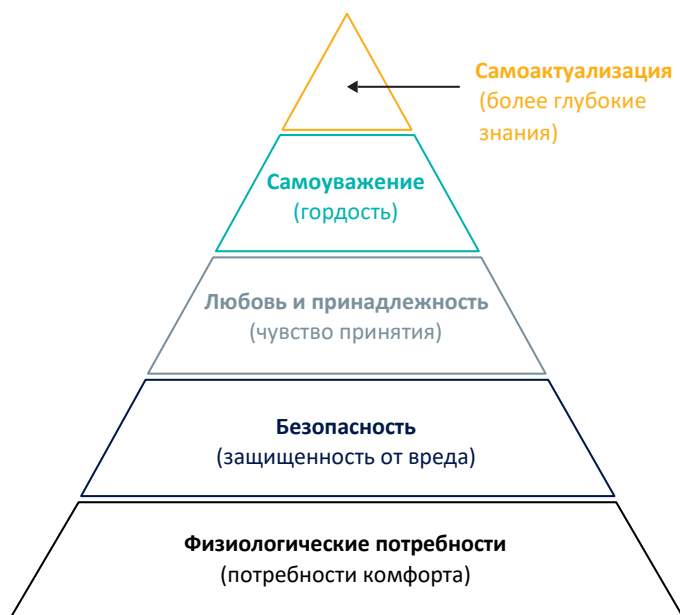 Самоактуализация
(более глубокие
знания)
Самоуважение
(гордость)
Любовь и принадлежность
(чувство принятия)
Безопасность
(защищенность от вреда)
Физиологические потребности
(потребности комфорта)